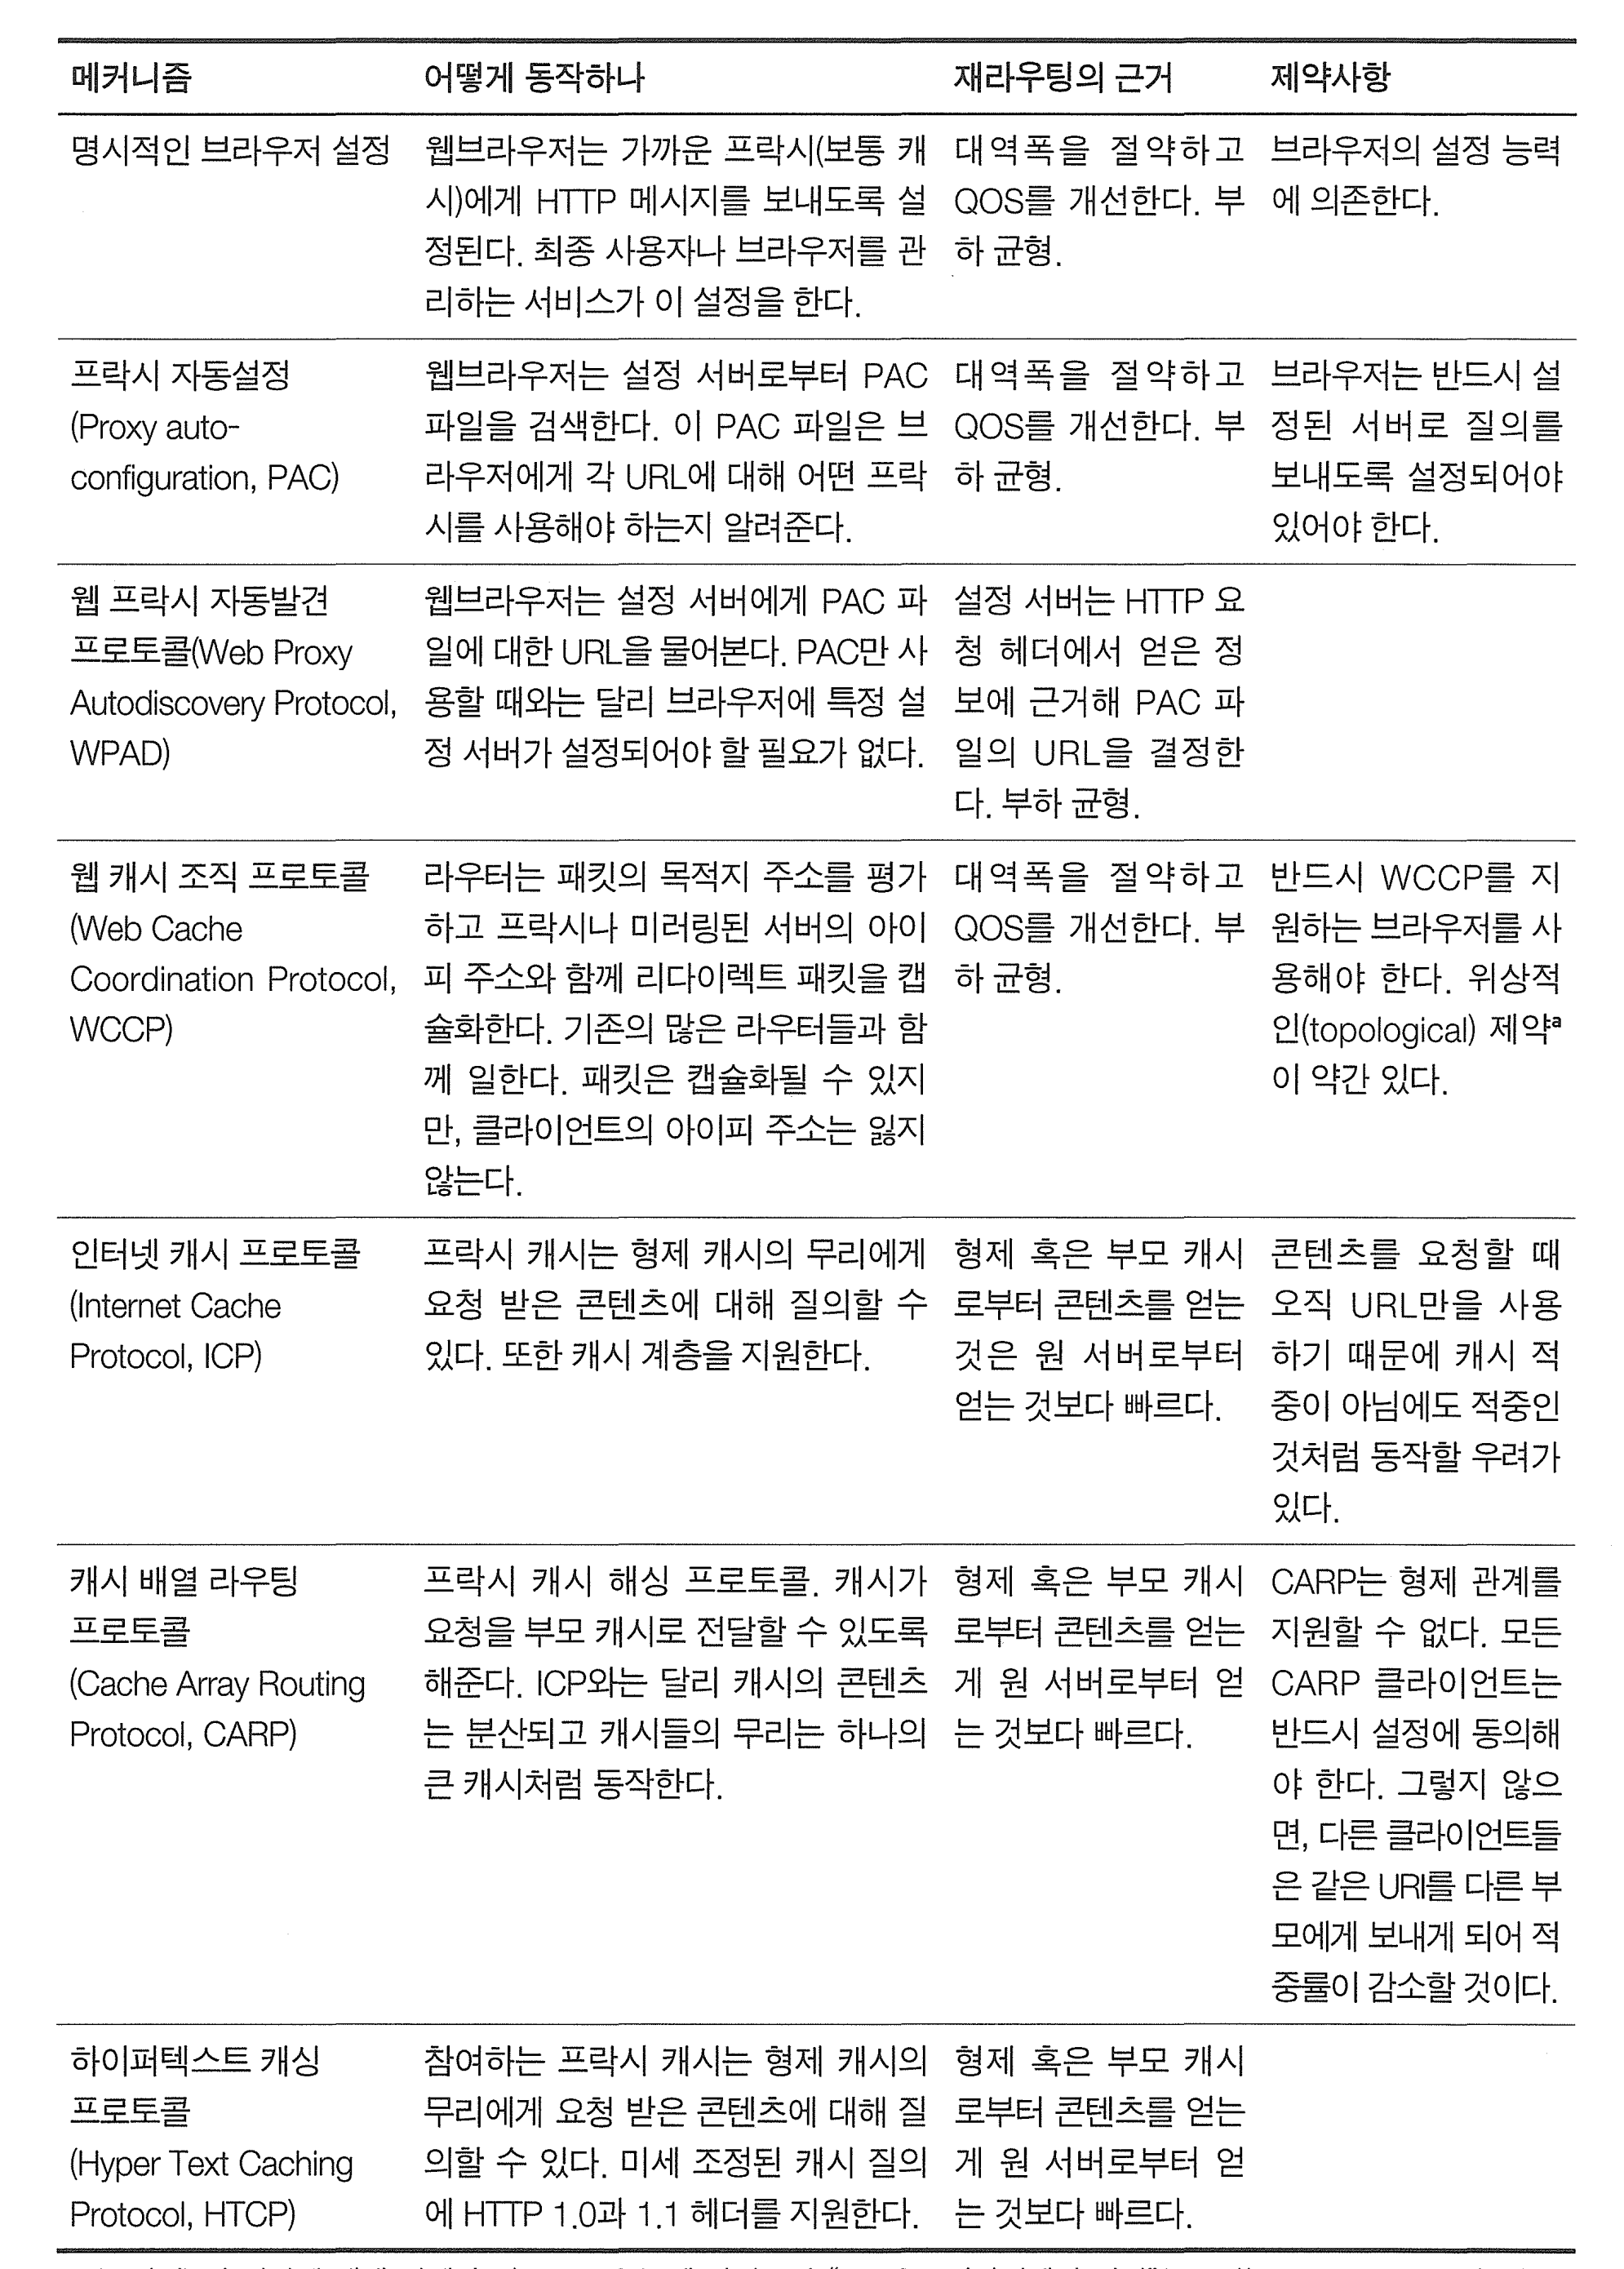 메커니즘
어떻게 동작하나
재라우팅의 근거
제약사항
명시적인 브라우저 설정
웹브라우저는 가까운 프락시(보통 캐
시)에게 HTTP 메시지를 보내도록 설
정된다. 최종 사용자나 브라우저를 관
리하는 서비스가 이 설정을 한다.
대역폭을 절약하고
QOS를 개선한다. 부
하 균형.
브라우저의 설정 능력
에 의존한다.
프락시 자동설정
(Proxy auto-
configuration, PAC)
웹브라우저는 설정 서버로부터 PAC
파일을 검색한다. 이 PAC 파일은 브
라우저에게 각 URL에 대해 어떤 프락
시를 사용해야 하는지 알려준다.
대역폭을 절약하고
QOS를 개선한다. 부
하 균형.
브라우저는 반드시 설
정된 서버로 질의를
보내도록 설정되어야
있어야 한다.
웹 프락시 자동발견
프로토콜(Web Proxy
Autodiscovery Protocol,
WPAD)
웹브라우저는 설정 서버에게 PAC 파
일에 대한 URL을 물어본다. PAC만 사
용할 때와는 달리 브라우저에 특정 설
정 서버가 설정되어야 할 필요가 없다.
설정 서버는 HTTP 요
청 헤더에서 얻은 정
보에 근거해 PAC 파
일의 URL을 결정한
다. 부하 균형.
웹 캐시 조직 프로토콜
(Web Cache
Coordination Protocol,
WCCP)
라우터는 패킷의 목적지 주소를 평가
하고 프락시나 미러링된 서버의 아이
피 주소와 함께 리다이렉트 패킷을 캡
슐화한다. 기존의 많은 라우터들과 함
께 일한다. 패킷은 캡슐화될 수 있지
만, 클라이언트의 아이피 주소는 잃지
않는다.
대역폭을 절약하고
QOS를 개선한다. 부
하 균형.
반드시 WCCP를 지
원하는 브라우저를 사
용해야 한다. 위상적
인(topological) 제약ª
이 약간 있다.
인터넷 캐시 프로토콜
(Internet Cache
Protocol, ICP)
프락시 캐시는 형제 캐시의 무리에게
요청 받은 콘텐츠에 대해 질의할 수
있다. 또한 캐시 계층을 지원한다.
형제 혹은 부모 캐시
로부터 콘텐츠를 얻는
것은 원 서버로부터
얻는 것보다 빠르다.
콘텐츠를 요청할 때
오직 URL만을 사용
하기 때문에 캐시 적
중이 아님에도 적중인
것처럼 동작할 우려가
있다.
캐시 배열 라우팅
프로토콜
(Cache Array Routing
Protocol, CARP)
프락시 캐시 해싱 프로토콜. 캐시가
요청을 부모 캐시로 전달할 수 있도록
해준다. ICP와는 달리 캐시의 콘텐츠
는 분산되고 캐시들의 무리는 하나의
큰 캐시처럼 동작한다.
형제 혹은 부모 캐시
로부터 콘텐츠를 얻는
게 원 서버로부터 얻
는 것보다 빠르다.
CARP는 형제 관계를
지원할 수 없다. 모든
CARP 클라이언트는
반드시 설정에 동의해
야 한다. 그렇지 않으
면, 다른 클라이언트들
은 같은 URI를 다른 부
모에게 보내게 되어 적
중률이 감소할 것이다.
하이퍼텍스트 캐싱
프로토콜
(Hyper Text Caching
Protocol, HTCP)
참여하는 프락시 캐시는 형제 캐시의
무리에게 요청 받은 콘텐츠에 대해 질
의할 수 있다. 미세 조정된 캐시 질의
에 HTTP 1.0과 1.1 헤더를 지원한다.
형제 혹은 부모 캐시
로부터 콘텐츠를 얻는
게 원 서버로부터 얻
는 것보다 빠르다.